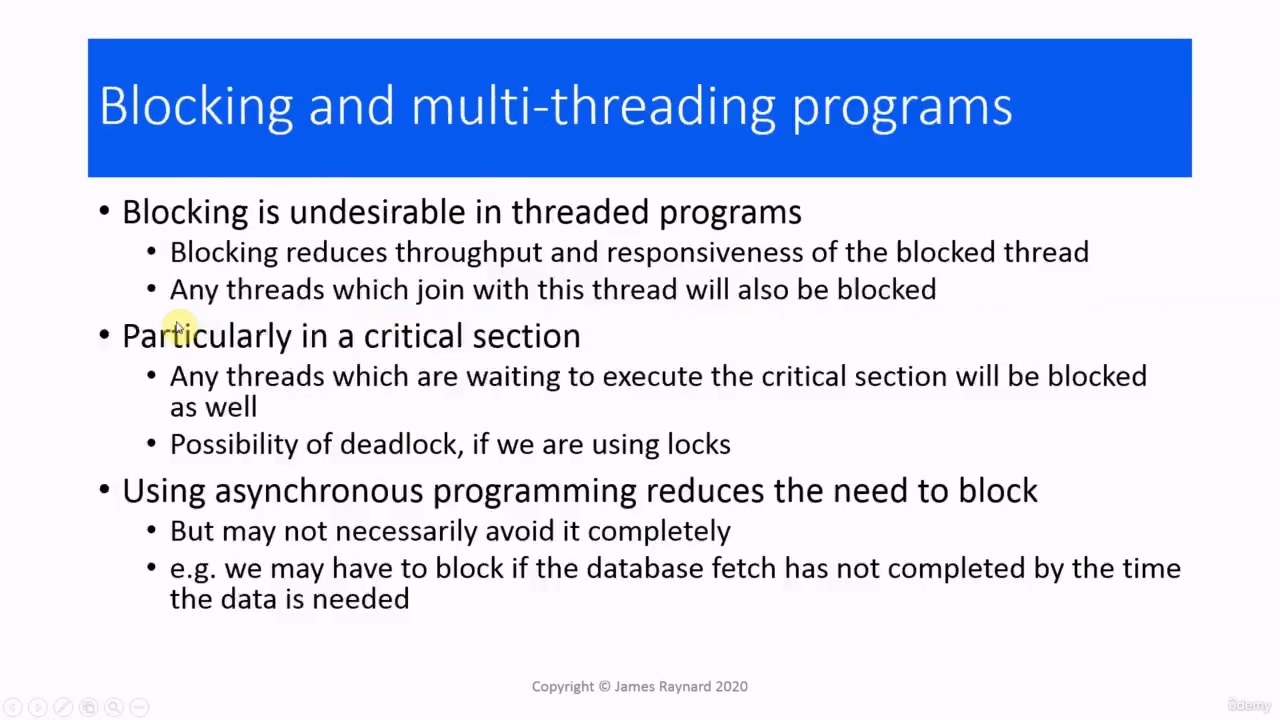 Blocking and multi-threading programs
• Blocking is undesirable in threaded programs
• Blocking reduces throughput and responsiveness of the blocked thread
• Any threads which join with this thread will also be blocked
• Particularly in a critical section
• Any threads which are waiting to execute the critical section will be blocked
as well
• Possibility of deadlock, if we are using locks
• Using asynchronous programming reduces the need to block
• But may not necessarily avoid it completely
• e.g. we may have to block if the database fetch has not completed by the time
the data is needed
Copyright © James Raynard 2020
ûdemy